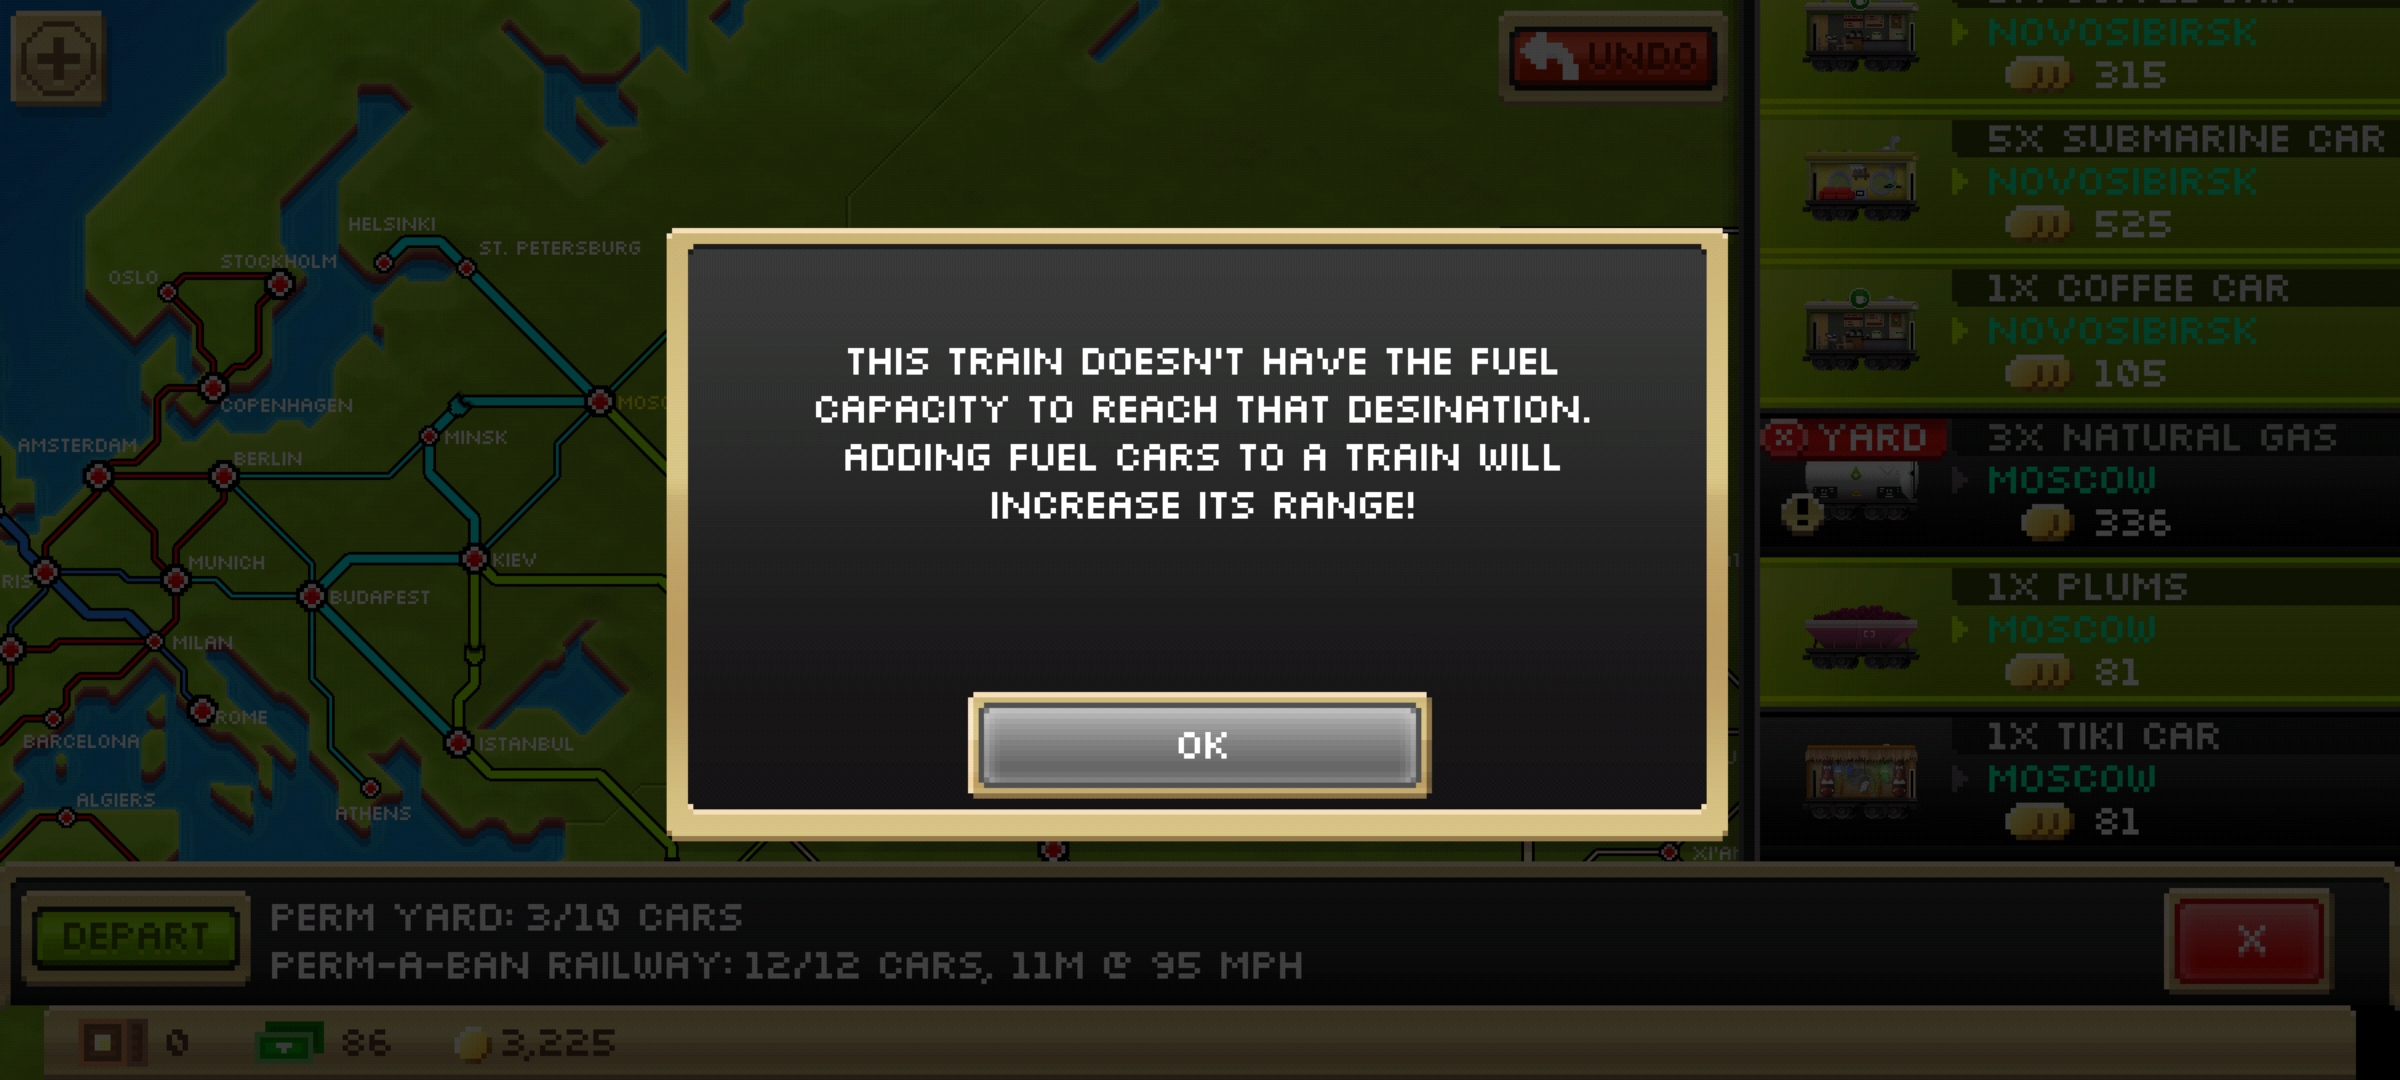 UNDO
NOVOSIBIRSK
315
5X SUBMARINE CAR
NOVOSIBIRSK
525
1X COFFEE CAR
NOVOSIBIRSK
105
YARD
3X NATURAL GAS
MOSCOW
336
1X PLUMS
MOSCOW
81
1X TIKI CAR
MOSCOW
81
HELSINKI
ST. PETERSBURG
STOCKHOLM
OSLO
COPENHAGEN
MINSK
AMSTERDAM
BERLIN
MUNICH
KIEV
BUDAPEST
MILAN
ROME
BARCELONA
ISTANBUL
ALGIERS
ATHENS
THIS TRAIN DOESN'T HAVE THE FUEL
CAPACITY TO REACH THAT DESINATION.
ADDING FUEL CARS TO A TRAIN WILL
INCREASE ITS RANGE!
OK
DEPART
PERM YARD: 3/10 CARS
PERM-A-BAN RAILWAY: 12/12 CARS, 11M @ 95 MPH
X
0
86
3,225